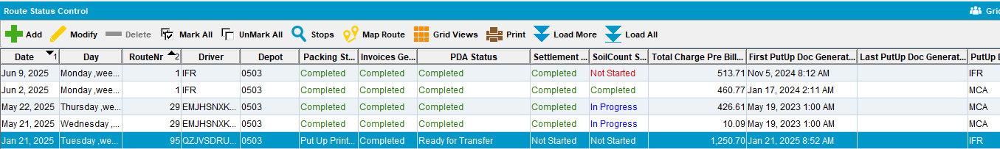 Route Status Control Grid
Add Modify Delete Mark All UnMark All Stops Map Route Grid Views Print Load More Load All
Date 1 Day RouteNr 2 Driver Depot Packing St... Invoices Ge... PDA Status Settlement ... SoilCount S... Total Charge Pre Bill... First PutUp Doc Generat... Last PutUp Doc Generat... PutUp D
Jun 9, 2025 Monday ,wee... 1 IFR 0503 Completed Completed Completed Completed Not Started 513.71 Nov 5, 2024 8:12 AM IFR
Jun 2, 2025 Monday ,wee... 1 IFR 0503 Completed Completed Completed Completed Completed 460.77 Jan 17, 2024 2:11 AM MCA
May 22, 2025 Thursday ,we... 29 EMJHSNXK... 0503 Completed Completed Completed Completed In Progress 426.61 May 19, 2023 1:00 AM MCA
May 21, 2025 Wednesday ,... 29 EMJHSNXK... 0503 Completed Completed Completed Completed In Progress 10.09 May 19, 2023 1:00 AM MCA
Jan 21, 2025 Tuesday ,we... 95 QZJVSDRU... 0503 Put Up Print... Completed Ready for Transfer Not Started Not Started 1,250.70 Jan 21, 2025 8:52 AM IFR